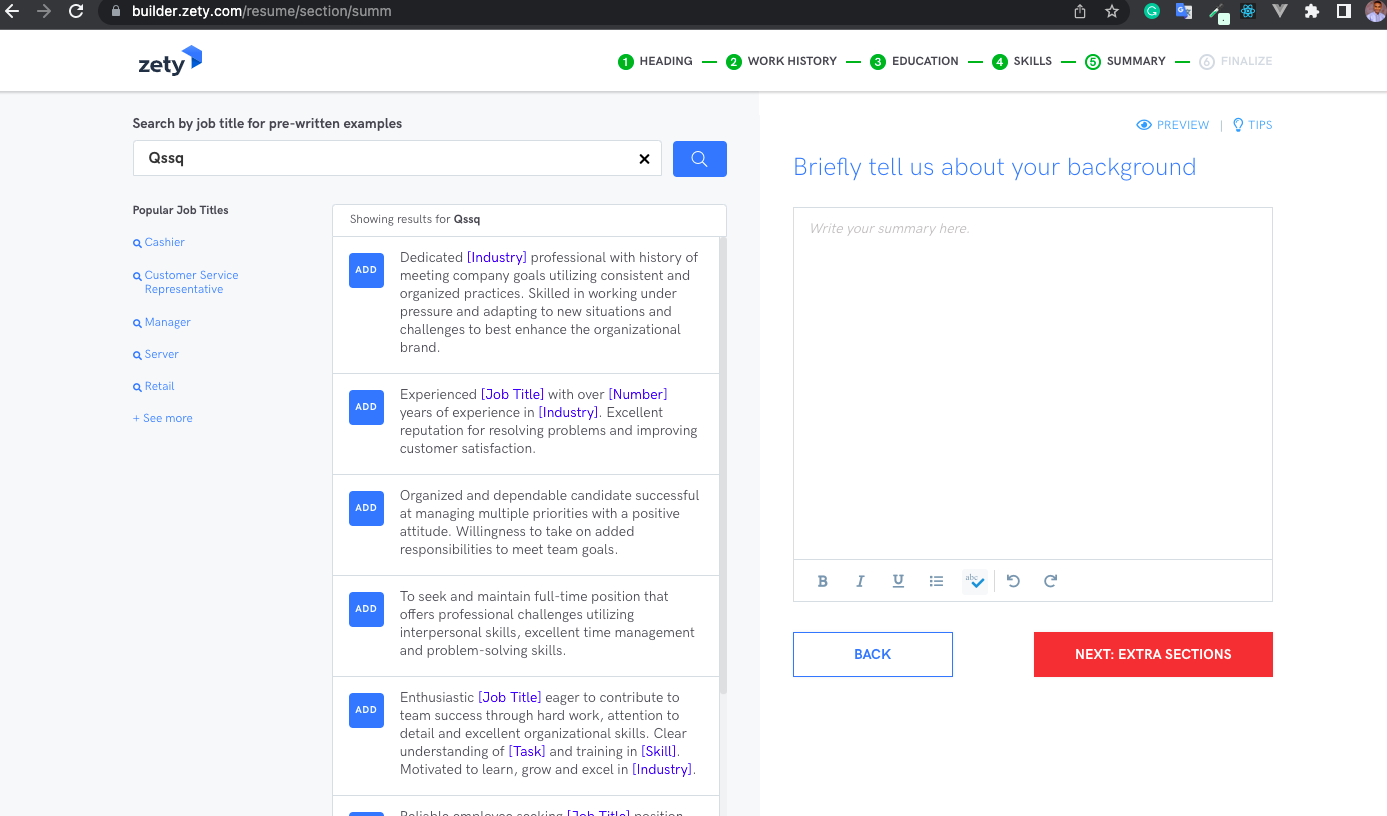 builder.zety.com/resume/section/summ
zety
1 HEADING
2 WORK HISTORY
3 EDUCATION
4 SKILLS
5 SUMMARY
6 FINALIZE
Search by job title for pre-written examples
Qssq
Popular Job Titles
Cashier
Customer Service
Representative
Manager
Server
Retail
+ See more
Showing results for Qssq
ADD
Dedicated [Industry] professional with history of
meeting company goals utilizing consistent and
organized practices. Skilled in working under
pressure and adapting to new situations and
challenges to best enhance the organizational
brand.
ADD
Experienced [Job Title] with over [Number]
years of experience in [Industry]. Excellent
reputation for resolving problems and improving
customer satisfaction.
ADD
Organized and dependable candidate successful
at managing multiple priorities with a positive
attitude. Willingness to take on added
responsibilities to meet team goals.
ADD
To seek and maintain full-time position that
offers professional challenges utilizing
interpersonal skills, excellent time management
and problem-solving skills.
ADD
Enthusiastic [Job Title] eager to contribute to
team success through hard work, attention to
detail and excellent organizational skills. Clear
understanding of [Task] and training in [Skill].
Motivated to learn, grow and excel in [Industry].
Reliable employee seeking [Job Title] position.
PREVIEW | TIPS
Briefly tell us about your background
Write your summary here.
B I U abc
BACK
NEXT: EXTRA SECTIONS